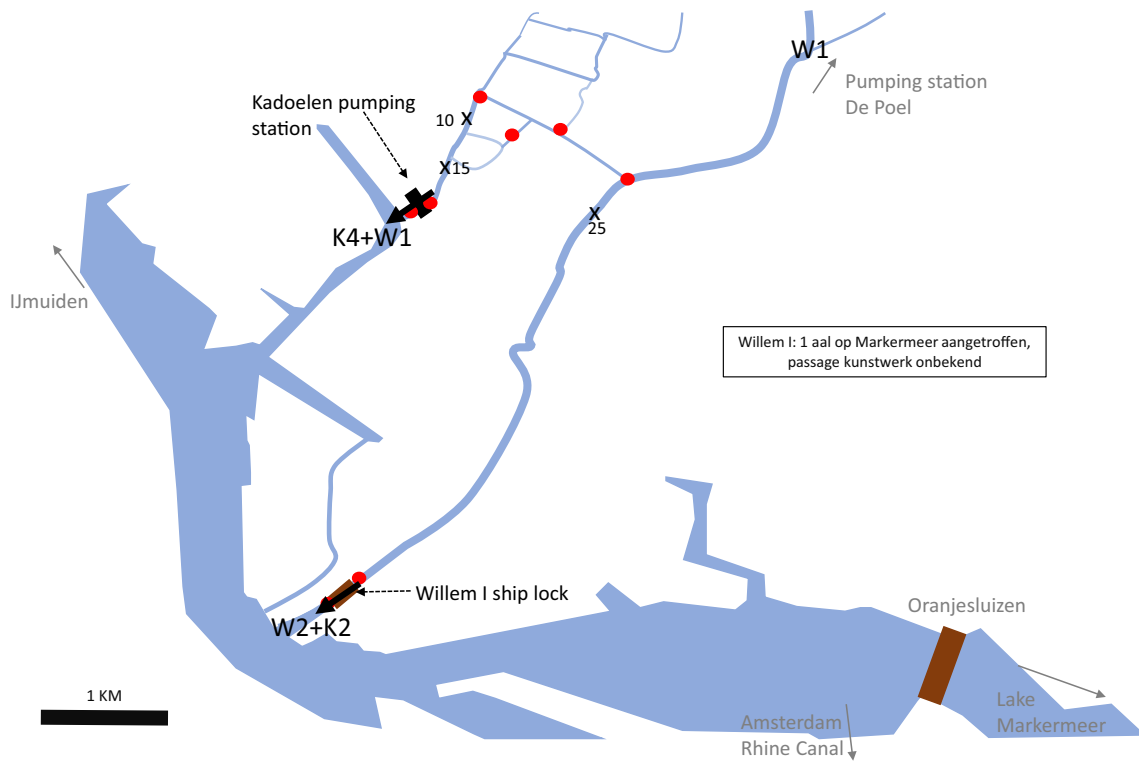 W1
Pumping station
De Poel
Kadoelen pumping
station
10 x
x15
K4+W1
x
25
IJmuiden
Willem I: 1 aal op Markermeer aangetroffen,
passage kunstwerk onbekend
Willem I ship lock
W2+K2
Oranjesluizen
1 KM
Lake
Markermeer
Amsterdam
Rhine Canal